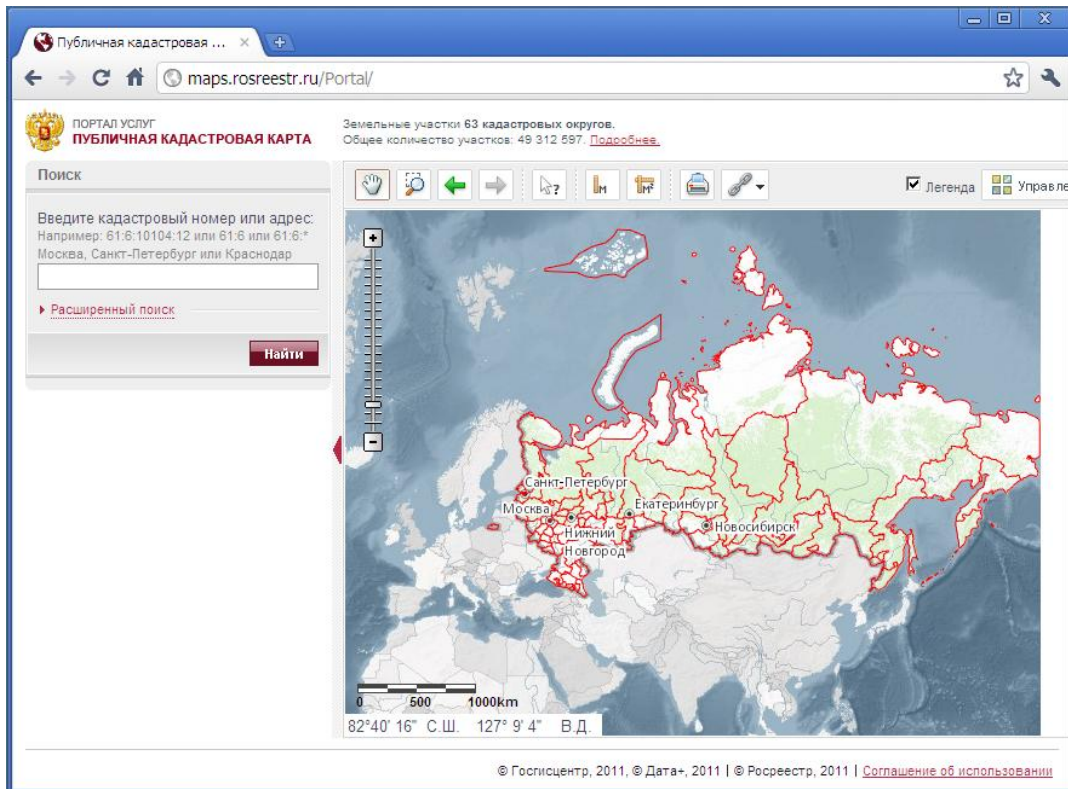 Публичная кадастровая ...
maps.rosreestr.ru/Portal/
ПОРТАЛ УСЛУГ
ПУБЛИЧНАЯ КАДАСТРОВАЯ КАРТА
Земельные участки 63 кадастровых округов.
Общее количество участков: 49 312 597. Подробнее.
Поиск
Введите кадастровый номер или адрес:
Например: 61:6:10104:12 или 61:6 или 61:6:*
Москва, Санкт-Петербург или Краснодар
Расширенный поиск
Найти
М
М²
Легенда
Управле
Санкт-Петербург
Москва
Екатеринбург
Нижний
Новгород
Новосибирск
0 500 1000km
82°40' 16" С.Ш. 127° 9' 4" В.Д.
© Госгисцентр, 2011, © Дата+, 2011 | © Росреестр, 2011 | Соглашение об использовании